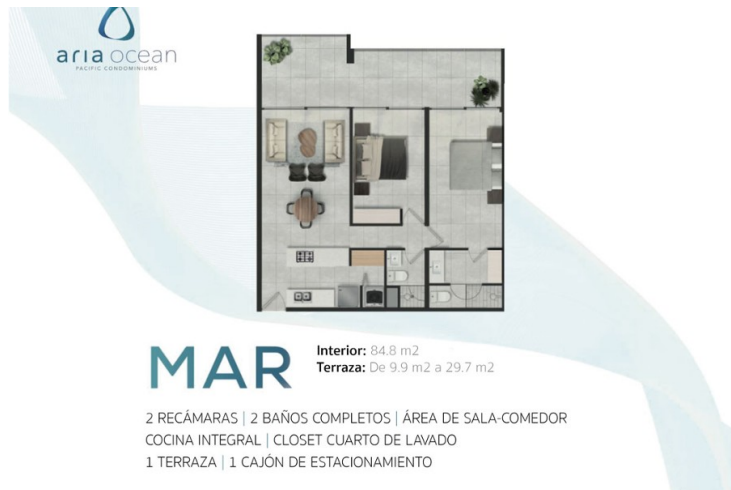 aria ocean
PACIFIC CONDOMINIUMS
MAR
Interior: 84.8 m2
Terraza: De 9.9 m2 a 29.7 m2
2 RECÁMARAS | 2 BAÑOS COMPLETOS | ÁREA DE SALA-COMEDOR
COCINA INTEGRAL | CLOSET CUARTO DE LAVADO
1 TERRAZA | 1 CAJÓN DE ESTACIONAMIENTO